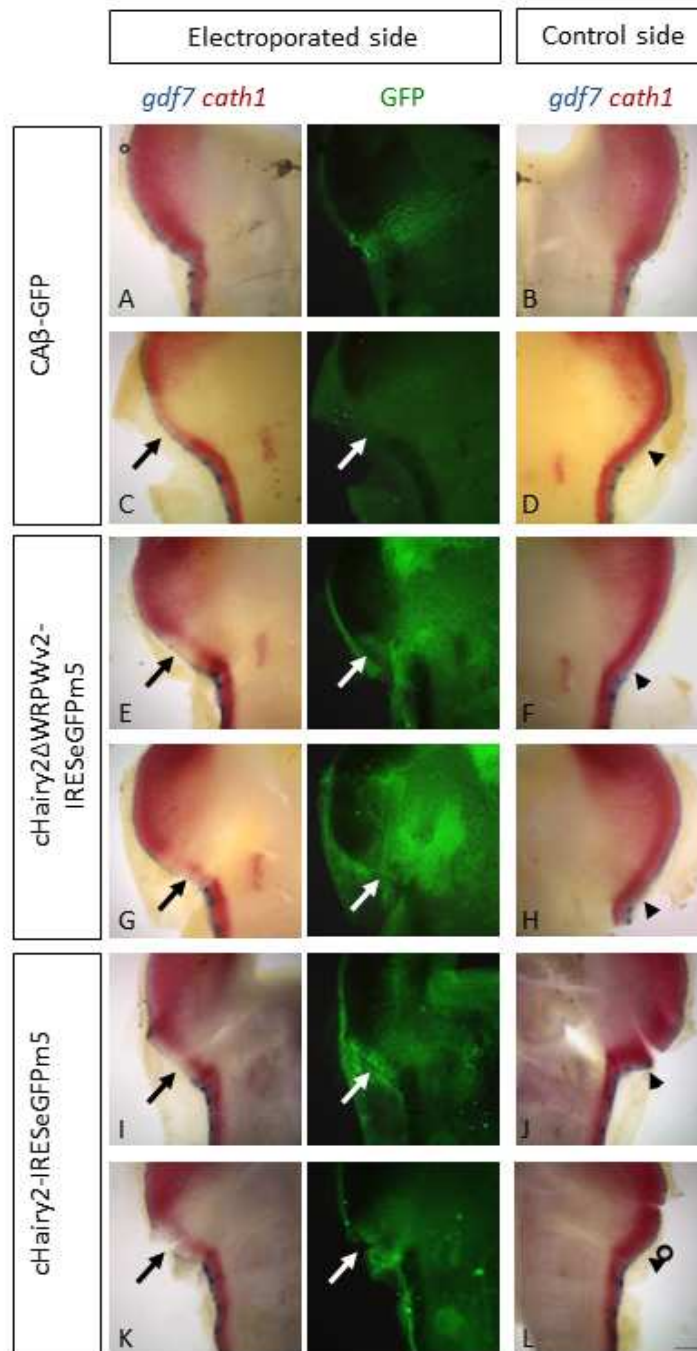 Electroporated side
Control side
gdf7 cath1
GFP
gdf7 cath1
CAβ-GFP
A
B
C
D
cHairy2ΔWRPWv2-
IRESeGFPm5
E
F
G
H
cHairy2-IRESeGFPm5
I
J
K
L